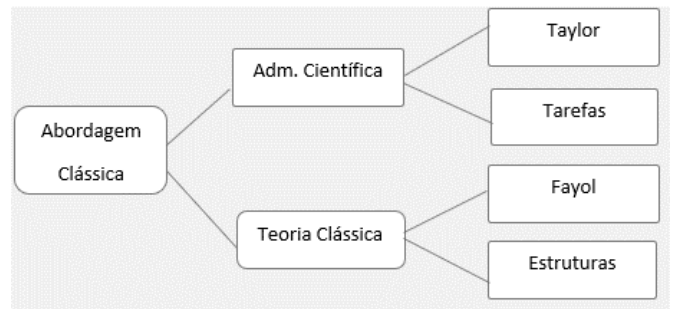 Abordagem
Clássica
Adm. Científica
Taylor
Tarefas
Teoria Clássica
Fayol
Estruturas